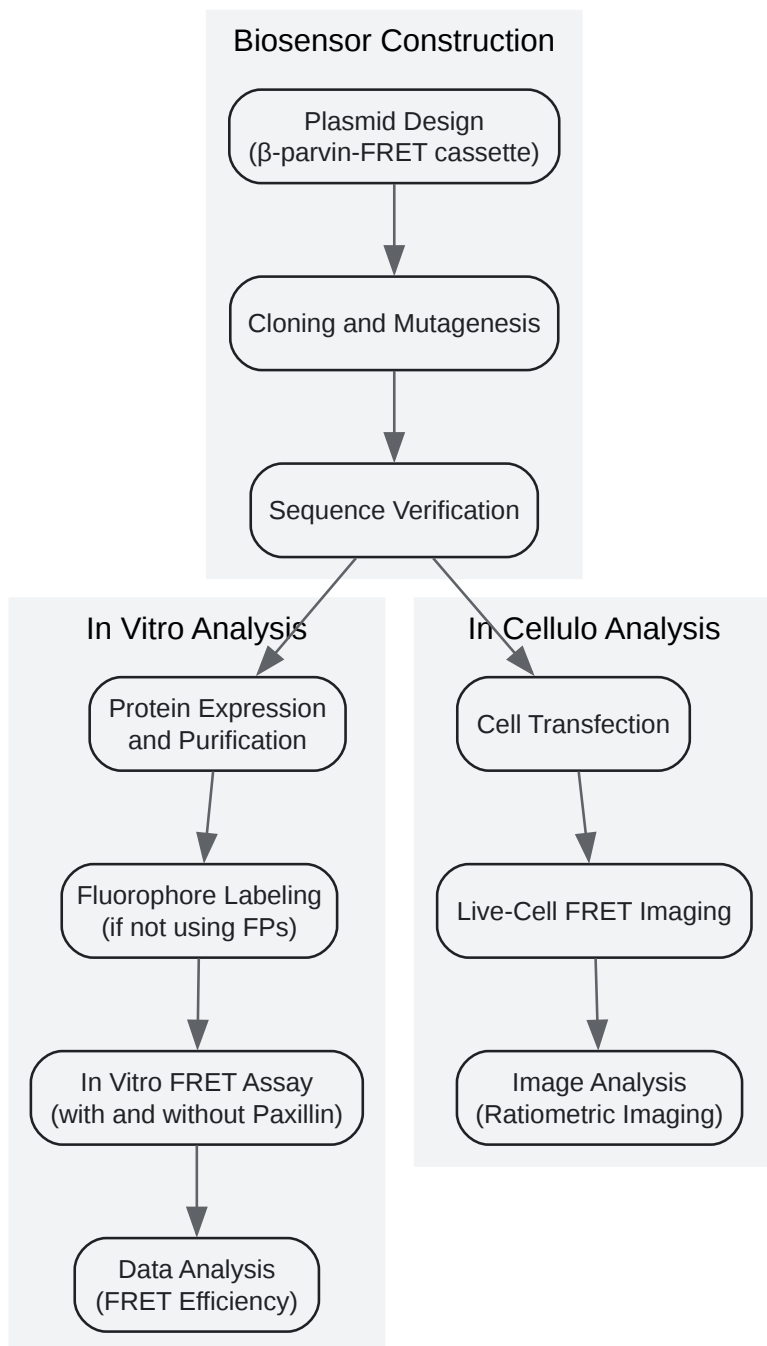 Biosensor Construction
Plasmid Design
(β-parvin-FRET cassette)
Cloning and Mutagenesis
Sequence Verification
In Vitro Analysis
Protein Expression
and Purification
Fluorophore Labeling
(if not using FPs)
In Vitro FRET Assay
(with and without Paxillin)
Data Analysis
(FRET Efficiency)
In Cellulo Analysis
Cell Transfection
Live-Cell FRET Imaging
Image Analysis
(Ratiometric Imaging)